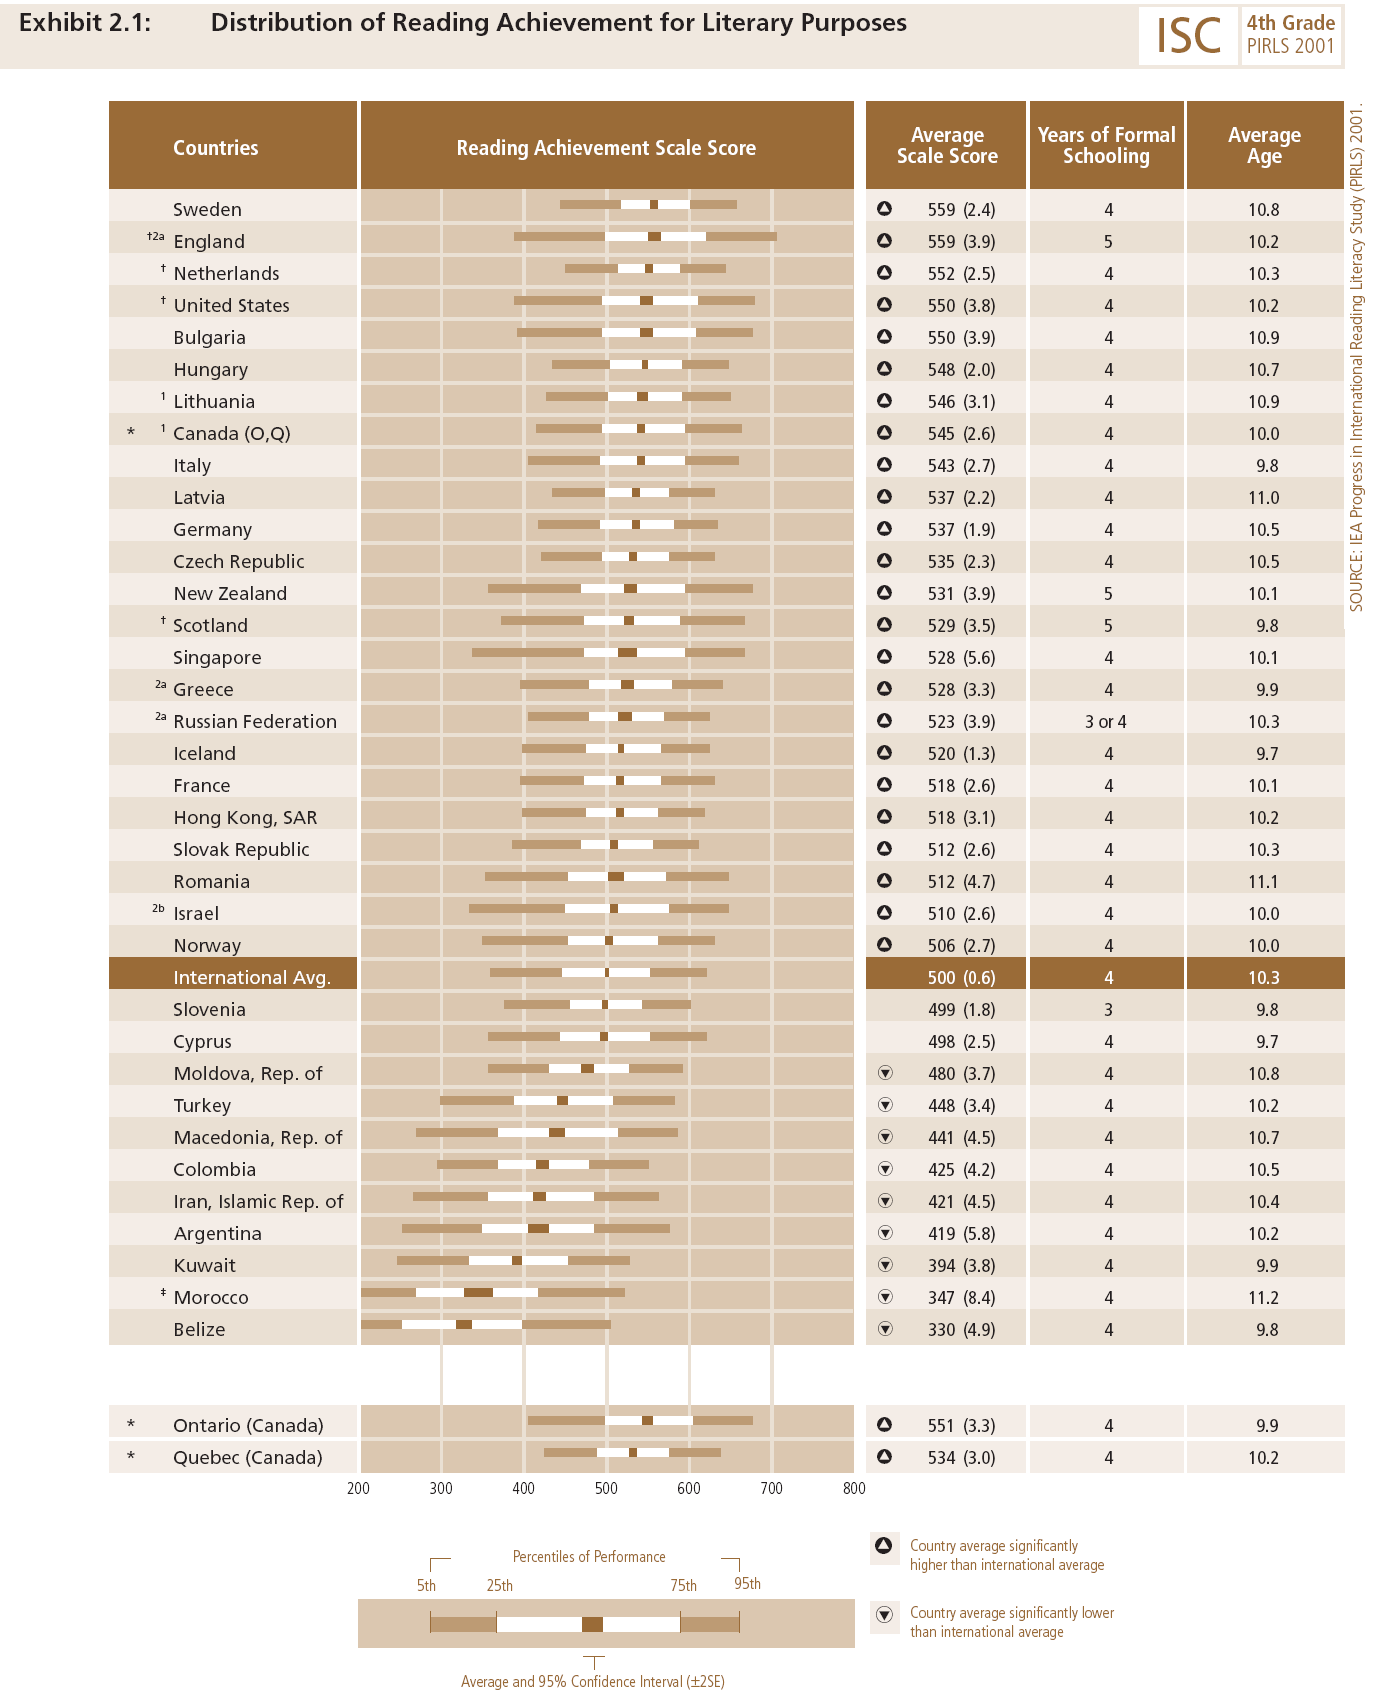 Exhibit 2.1: Distribution of Reading Achievement for Literary Purposes
ISC 4th Grade
PIRLS 2001
Countries
Reading Achievement Scale Score
Average
Scale Score
Years of Formal
Schooling
Average
Age
Sweden 559 (2.4) 4 10.8
†2a England 559 (3.9) 5 10.2
† Netherlands 552 (2.5) 4 10.3
† United States 550 (3.8) 4 10.2
Bulgaria 550 (3.9) 4 10.9
Hungary 548 (2.0) 4 10.7
1 Lithuania 546 (3.1) 4 10.9
* 1 Canada (O,Q) 545 (2.6) 4 10.0
Italy 543 (2.7) 4 9.8
Latvia 537 (2.2) 4 11.0
Germany 537 (1.9) 4 10.5
Czech Republic 535 (2.3) 4 10.5
New Zealand 531 (3.9) 5 10.1
† Scotland 529 (3.5) 5 9.8
Singapore 528 (5.6) 4 10.1
2a Greece 528 (3.3) 4 9.9
2a Russian Federation 523 (3.9) 3 or 4 10.3
Iceland 520 (1.3) 4 9.7
France 518 (2.6) 4 10.1
Hong Kong, SAR 518 (3.1) 4 10.2
Slovak Republic 512 (2.6) 4 10.3
Romania 512 (4.7) 4 11.1
2b Israel 510 (2.6) 4 10.0
Norway 506 (2.7) 4 10.0
International Avg. 500 (0.6) 4 10.3
Slovenia 499 (1.8) 3 9.8
Cyprus 498 (2.5) 4 9.7
Moldova, Rep. of 480 (3.7) 4 10.8
Turkey 448 (3.4) 4 10.2
Macedonia, Rep. of 441 (4.5) 4 10.7
Colombia 425 (4.2) 4 10.5
Iran, Islamic Rep. of 421 (4.5) 4 10.4
Argentina 419 (5.8) 4 10.2
Kuwait 394 (3.8) 4 9.9
‡ Morocco 347 (8.4) 4 11.2
Belize 330 (4.9) 4 9.8
* Ontario (Canada) 551 (3.3) 4 9.9
* Quebec (Canada) 534 (3.0) 4 10.2
200 300 400 500 600 700 800
Percentiles of Performance
5th 25th 75th 95th
Average and 95% Confidence Interval (±2SE)
Country average significantly
higher than international average
Country average significantly lower
than international average
SOURCE: IEA Progress in International Reading Literacy Study (PIRLS) 2001.